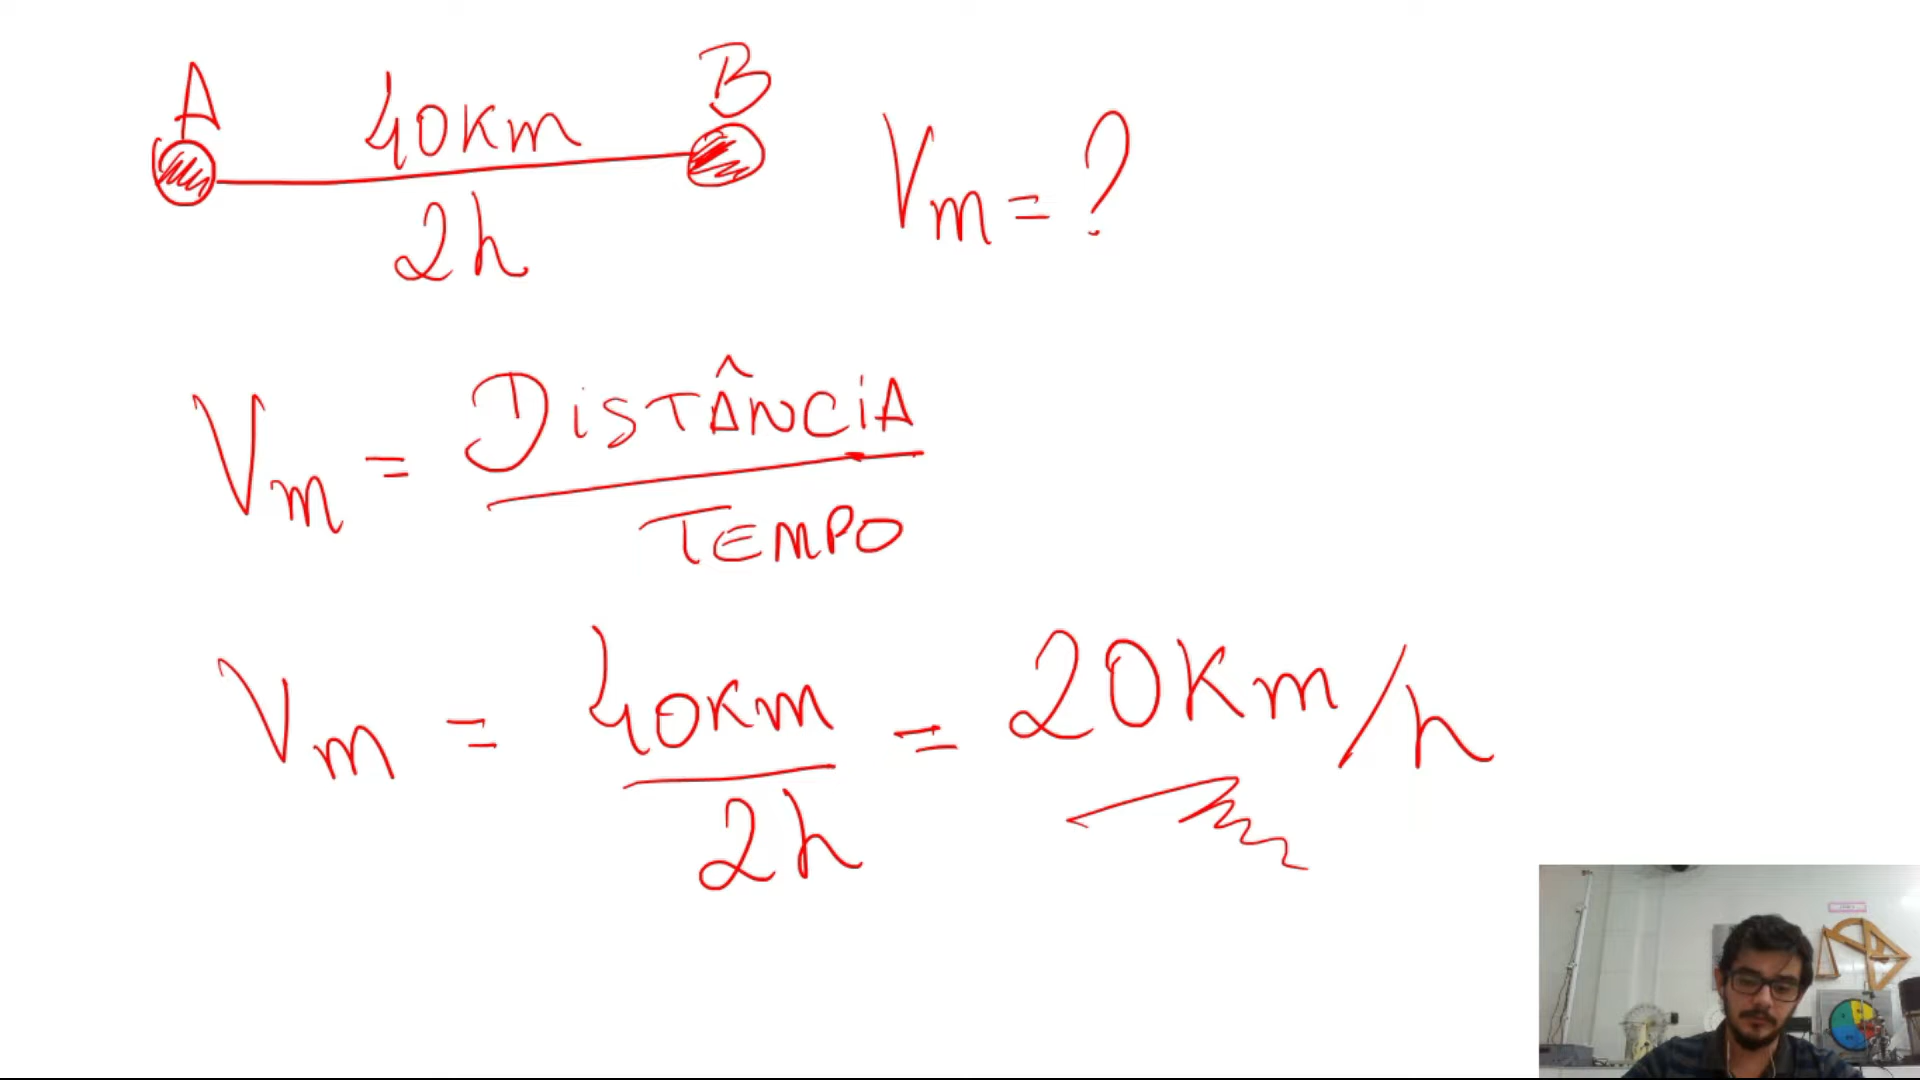 A
B
40Km
2h
Vm = ?
Vm = DiSTÂNCiA
TEMPO
Vm = 40Km = 20Km/h
2h